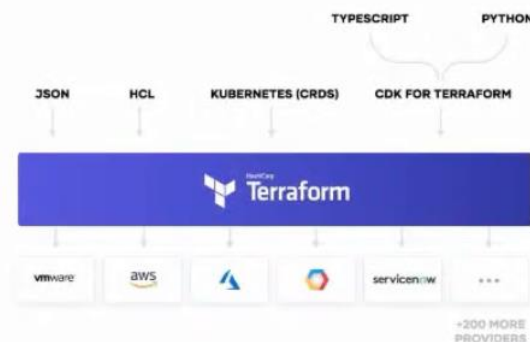 TYPESCRIPT PYTHON
JSON HCL KUBERNETES (CRDS) CDK FOR TERRAFORM
HashiCorp
Terraform
vmware aws servicenow
+200 MORE
PROVIDERS